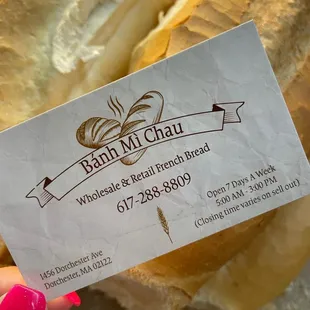 Bánh Mì Chau
Wholesale & Retail French Bread
617-288-8809
Open 7 Days A Week
5:00 AM - 3:00 PM
(Closing time varies on sell out)
1456 Dorchester Ave
Dorchester, MA 02122